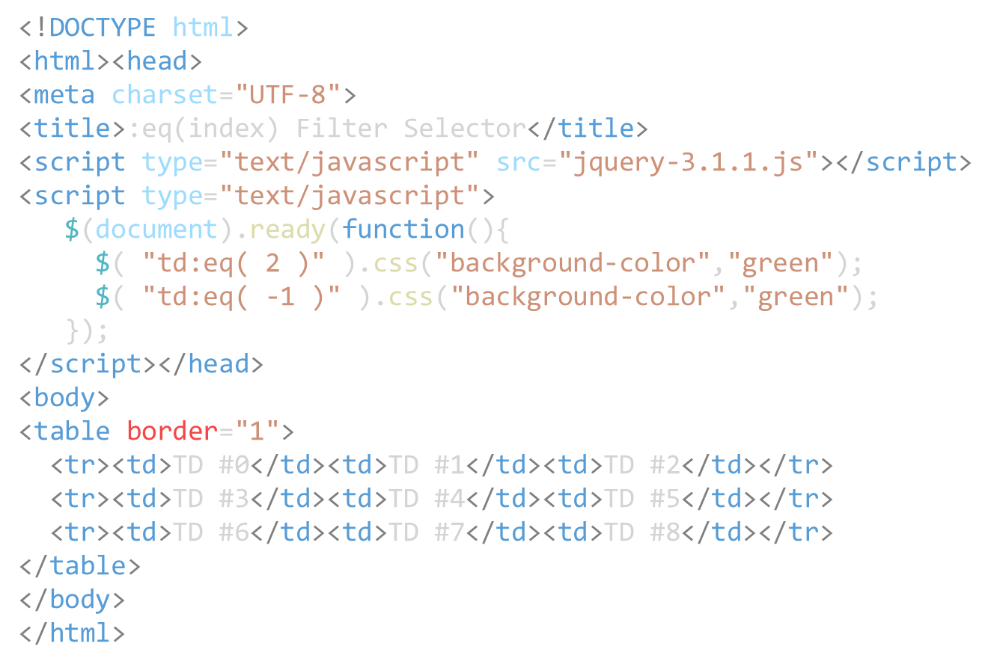 <!DOCTYPE html>
<html><head>
<meta charset="UTF-8">
<title>:eq(index) Filter Selector</title>
<script type="text/javascript" src="jquery-3.1.1.js"></script>
<script type="text/javascript">
   $(document).ready(function(){
     $( "td:eq( 2 )" ).css("background-color","green");
     $( "td:eq( -1 )" ).css("background-color","green");
   });
</script></head>
<body>
<table border="1">
  <tr><td>TD #0</td><td>TD #1</td><td>TD #2</td></tr>
  <tr><td>TD #3</td><td>TD #4</td><td>TD #5</td></tr>
  <tr><td>TD #6</td><td>TD #7</td><td>TD #8</td></tr>
</table>
</body>
</html>